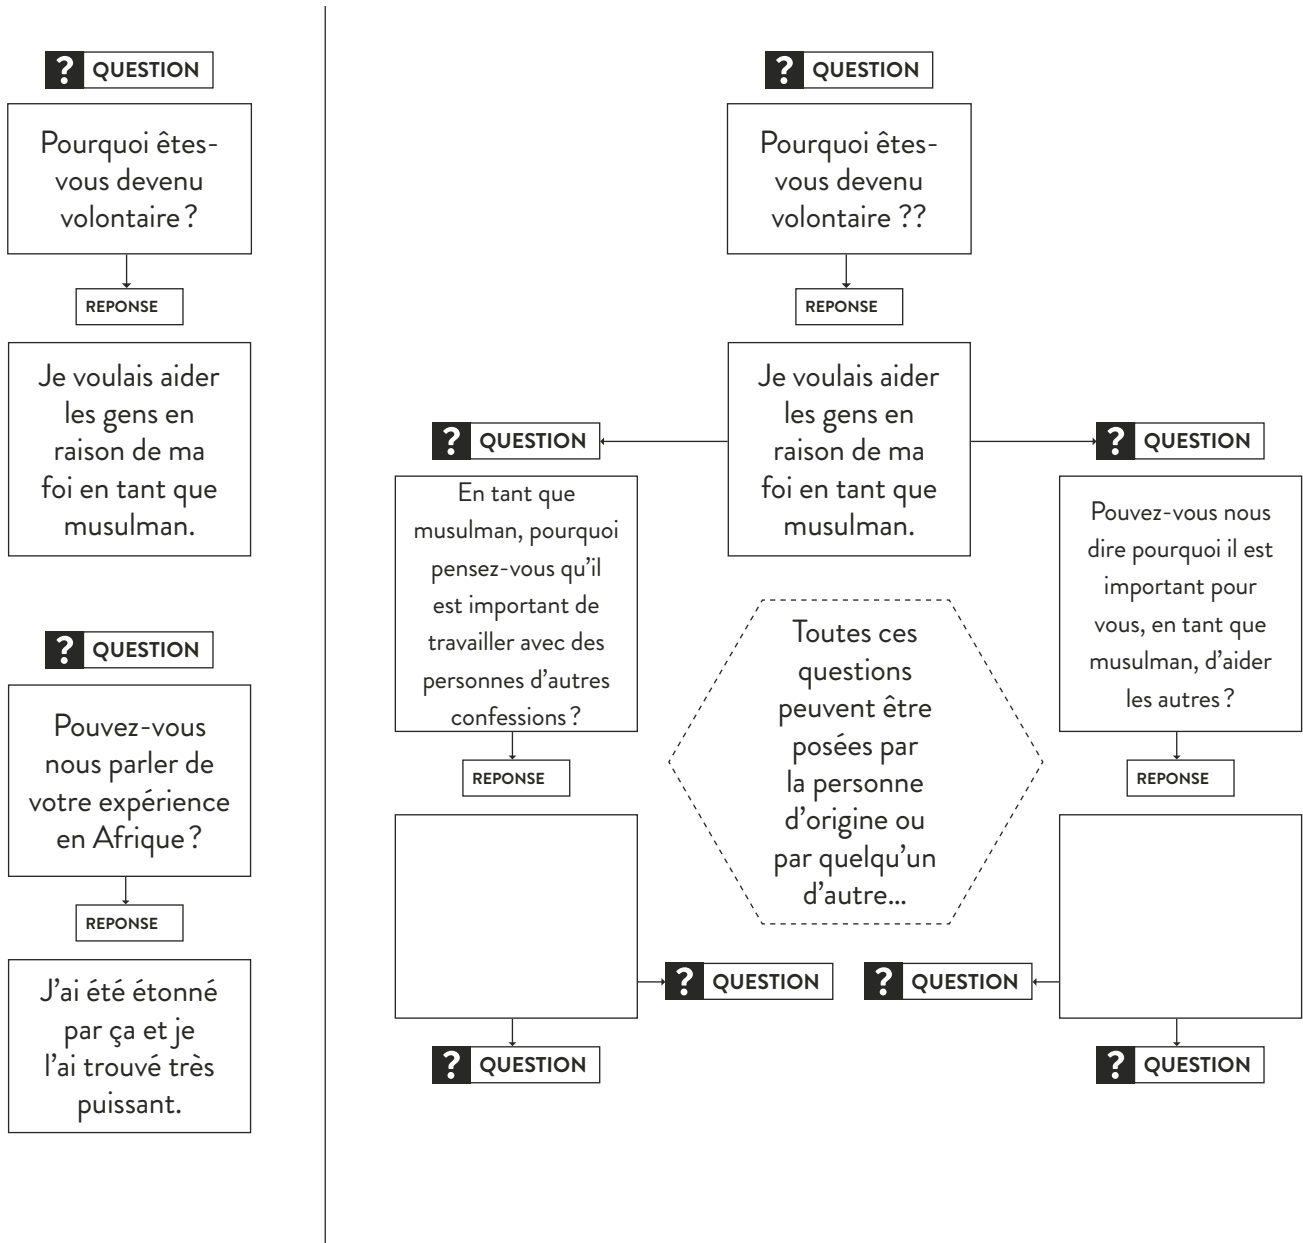 ? QUESTION
Pourquoi êtes-
vous devenu
volontaire ?
REPONSE
Je voulais aider
les gens en
raison de ma
foi en tant que
musulman.
? QUESTION
Pouvez-vous
nous parler de
votre expérience
en Afrique ?
REPONSE
J'ai été étonné
par ça et je
l'ai trouvé très
puissant.
? QUESTION
Pourquoi êtes-
vous devenu
volontaire ??
REPONSE
Je voulais aider
les gens en
raison de ma
foi en tant que
musulman.
? QUESTION
En tant que
musulman, pourquoi
pensez-vous qu'il
est important de
travailler avec des
personnes d'autres
confessions ?
REPONSE
? QUESTION
? QUESTION
Toutes ces
questions
peuvent être
posées par
la personne
d'origine ou
par quelqu'un
d'autre...
? QUESTION
Pouvez-vous nous
dire pourquoi il est
important pour
vous, en tant que
musulman, d'aider
les autres ?
REPONSE
? QUESTION
? QUESTION